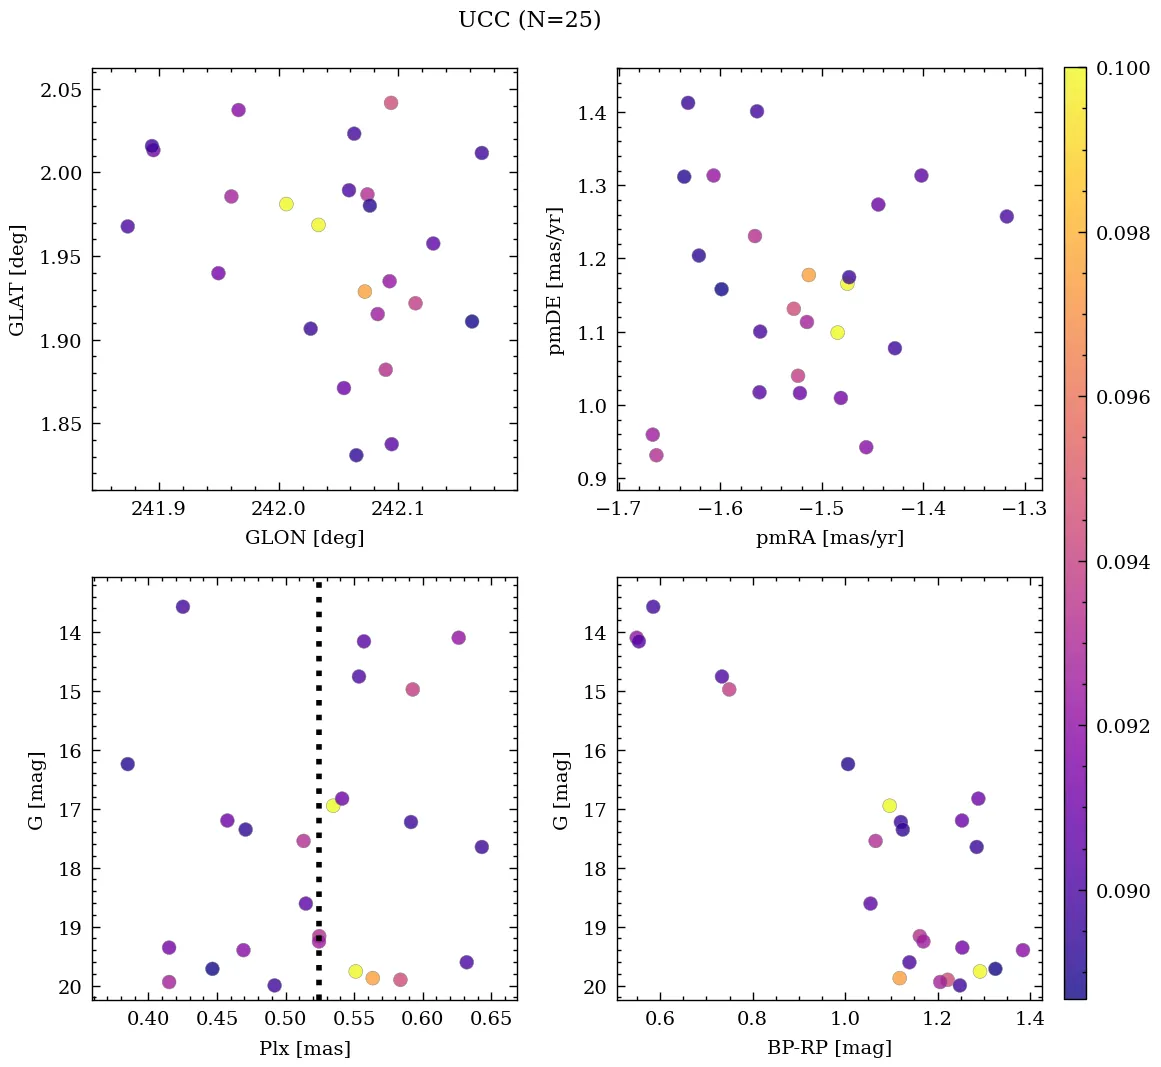 UCC (N=25)
2.05
2.00
1.95
1.90
1.85
GLAT [deg]
241.9 242.0 242.1
GLON [deg]
1.4
1.3
1.2
1.1
1.0
0.9
pmDE [mas/yr]
−1.7 −1.6 −1.5 −1.4 −1.3
pmRA [mas/yr]
0.100
0.098
0.096
0.094
0.092
0.090
14
15
16
17
18
19
20
G [mag]
0.40 0.45 0.50 0.55 0.60 0.65
Plx [mas]
14
15
16
17
18
19
20
G [mag]
0.6 0.8 1.0 1.2 1.4
BP-RP [mag]